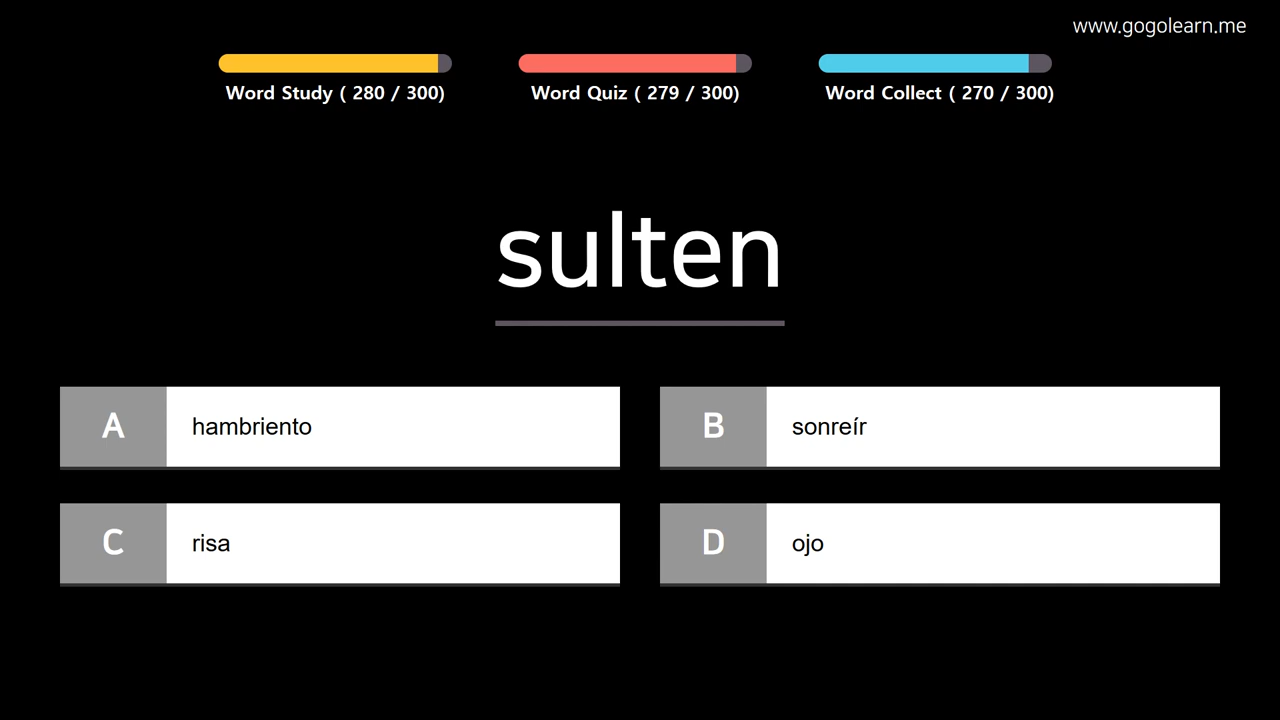 www.gogolearn.me
Word Study ( 280 / 300)
Word Quiz ( 279 / 300)
Word Collect ( 270 / 300)
sulten
A hambriento
B sonreír
C risa
D ojo